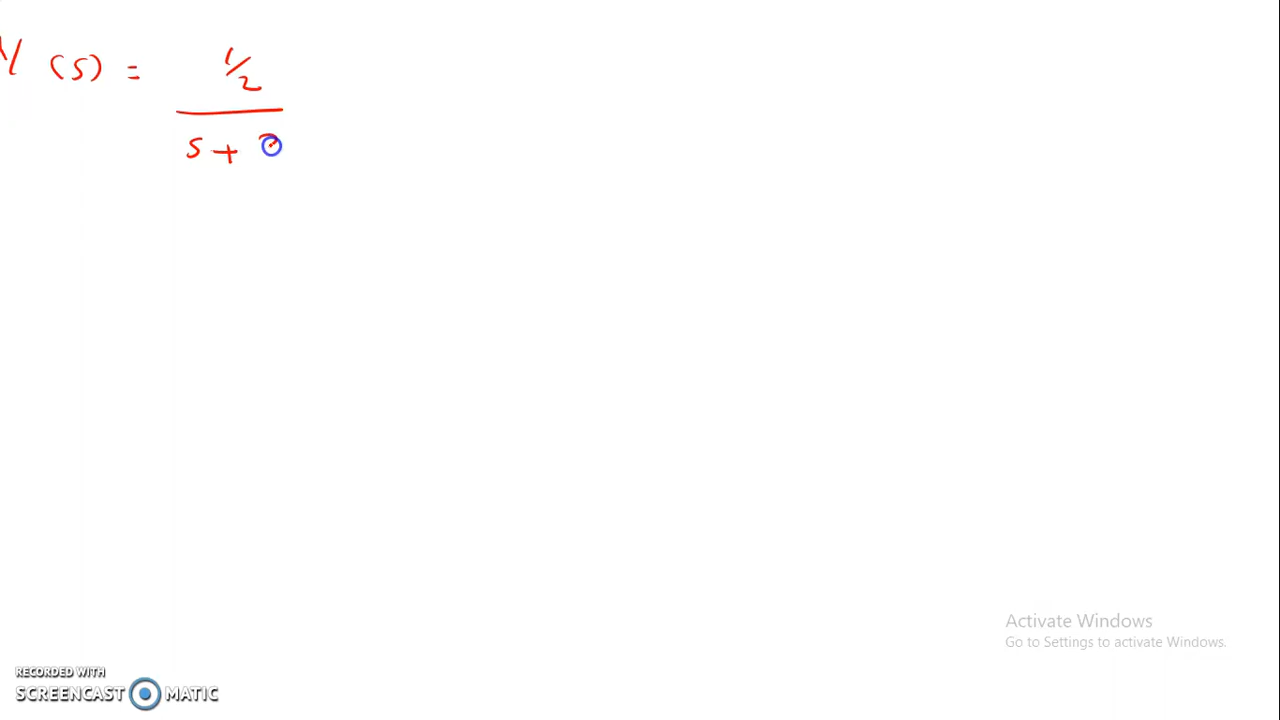 (s) =
1/2
s +
Activate Windows
Go to Settings to activate Windows.
RECORDED WITH
SCREENCAST MATIC